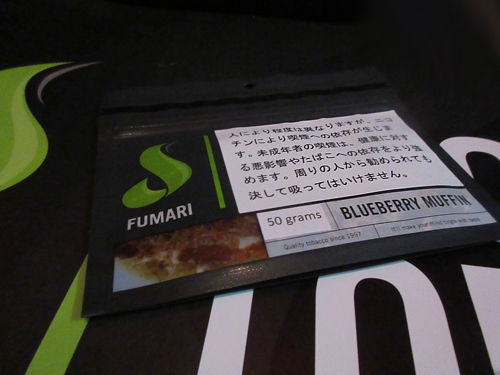 人により程度は異なりますが、ニコ
チンにより喫煙への依存が生じま
す。未成年者の喫煙は、健康に対す
る悪影響やたばこへの依存をより強
めます。周りの人から勧められても
決して吸ってはいけません。
FUMARI
50 grams
BLUEBERRY MUFFIN
Quality tobacco since 1997